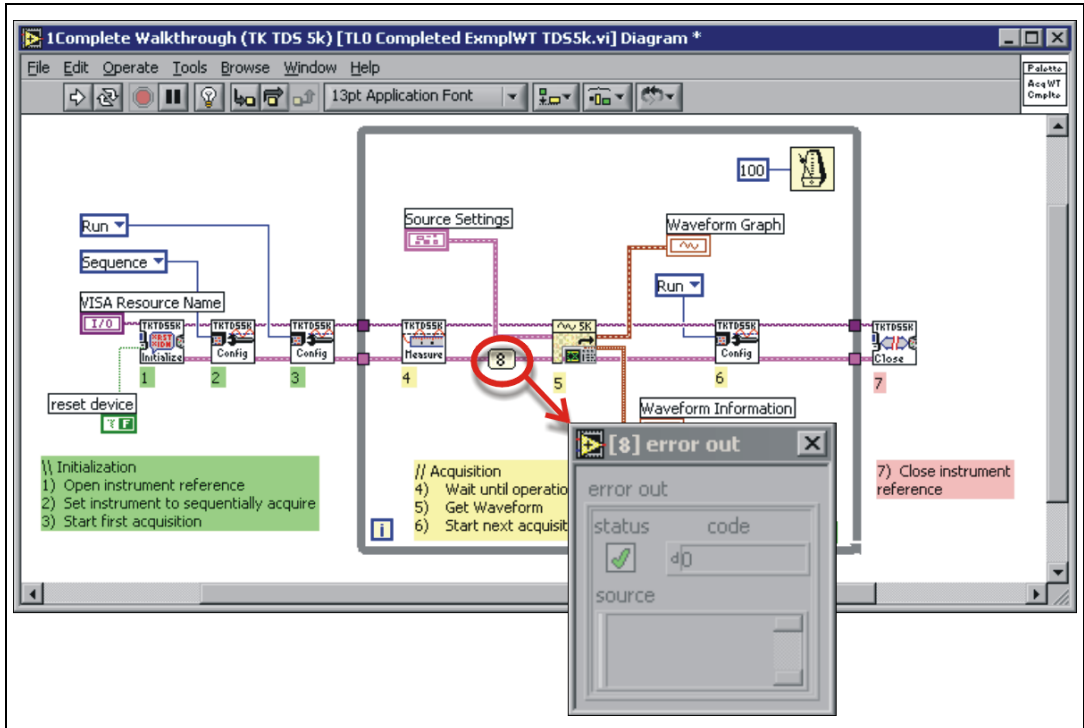 1Complete Walkthrough (TK TDS 5k) [TL0 Completed ExmplWT TDS5k.vi] Diagram *
File Edit Operate Tools Browse Window Help
Palette
AcqWT
Cmplte
13pt Application Font
100
Source Settings
Waveform Graph
Run
Sequence
Run
VISA Resource Name
I/O
TKTDS5K
Initialize
TKTDS5K
Config
TKTDS5K
Config
TKTDS5K
Measure
8
5K
TKTDS5K
Config
TKTDS5K
Close
1
2
3
4
5
6
7
reset device
F
Waveform Information
\\ Initialization
1) Open instrument reference
2) Set instrument to sequentially acquire
3) Start first acquisition
// Acquisition
4) Wait until operatio
5) Get Waveform
6) Start next acquisit
i
7) Close instrument
reference
[8] error out
error out
status code
d0
source